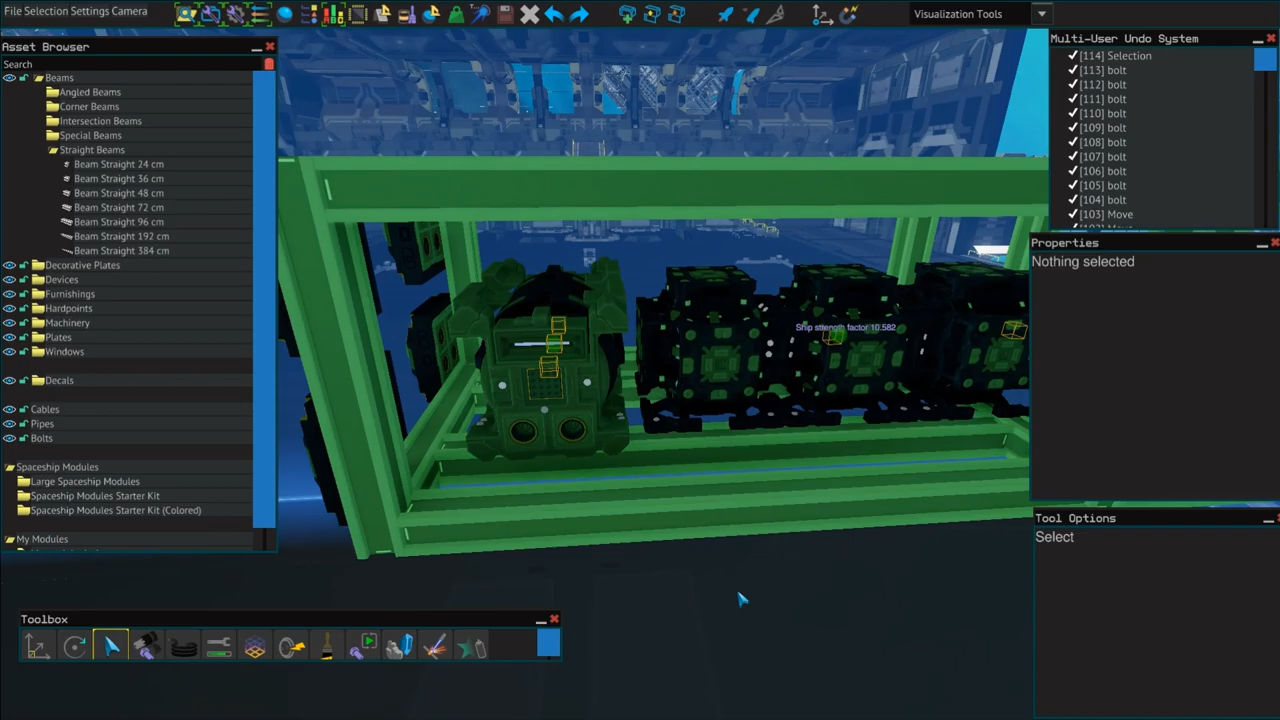 File Selection Settings Camera
Visualization Tools
Asset Browser
Search
Beams
Angled Beams
Corner Beams
Intersection Beams
Special Beams
Straight Beams
Beam Straight 24 cm
Beam Straight 36 cm
Beam Straight 48 cm
Beam Straight 72 cm
Beam Straight 96 cm
Beam Straight 192 cm
Beam Straight 384 cm
Decorative Plates
Devices
Furnishings
Hardpoints
Machinery
Plates
Windows
Decals
Cables
Pipes
Bolts
Spaceship Modules
Large Spaceship Modules
Spaceship Modules Starter Kit
Spaceship Modules Starter Kit (Colored)
My Modules
Ship strength factor 10.582
Multi-User Undo System
[114] Selection
[113] bolt
[112] bolt
[111] bolt
[110] bolt
[109] bolt
[108] bolt
[107] bolt
[106] bolt
[105] bolt
[104] bolt
[103] Move
Properties
Nothing selected
Tool Options
Select
Toolbox